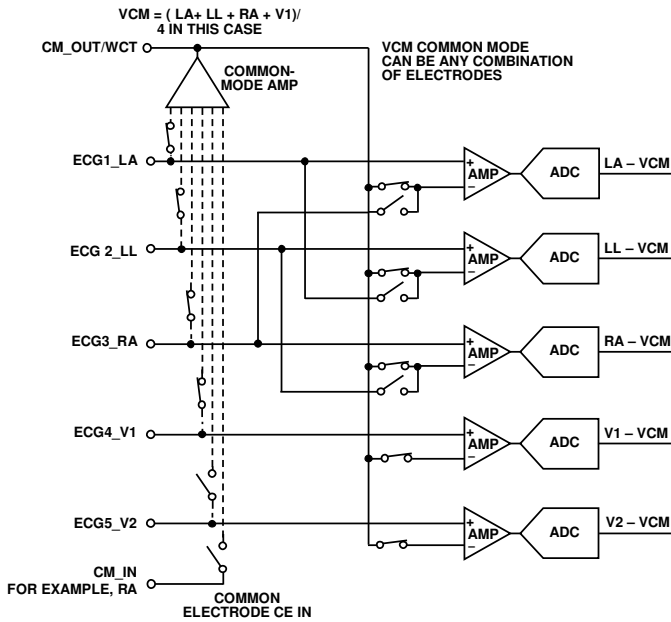 VCM = ( LA+ LL + RA + V1)/
4 IN THIS CASE
CM_OUT/WCT
COMMON-
MODE AMP
VCM COMMON MODE
CAN BE ANY COMBINATION
OF ELECTRODES
ECG1_LA
+
AMP
–
ADC
LA – VCM
ECG 2_LL
+
AMP
–
ADC
LL – VCM
ECG3_RA
+
AMP
–
ADC
RA – VCM
ECG4_V1
+
AMP
–
ADC
V1 – VCM
ECG5_V2
+
AMP
–
ADC
V2 – VCM
CM_IN
FOR EXAMPLE, RA
COMMON
ELECTRODE CE IN